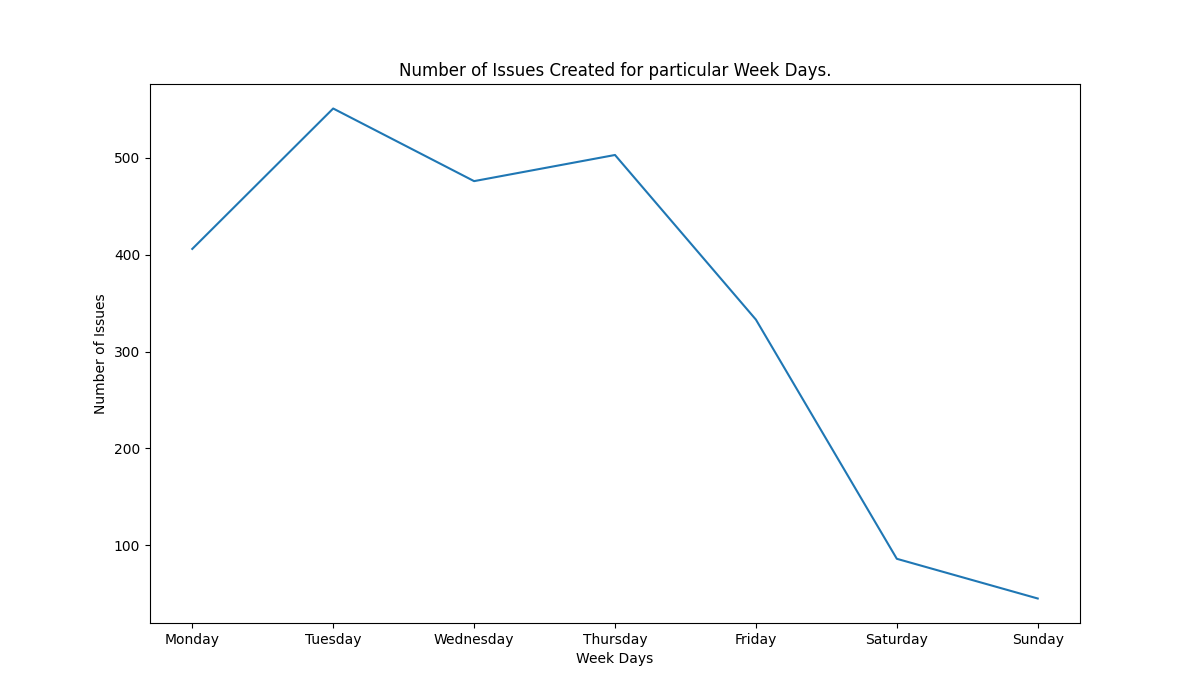 Number of Issues Created for particular Week Days.
Number of Issues
500
400
300
200
100
Monday Tuesday Wednesday Thursday Friday Saturday Sunday
Week Days